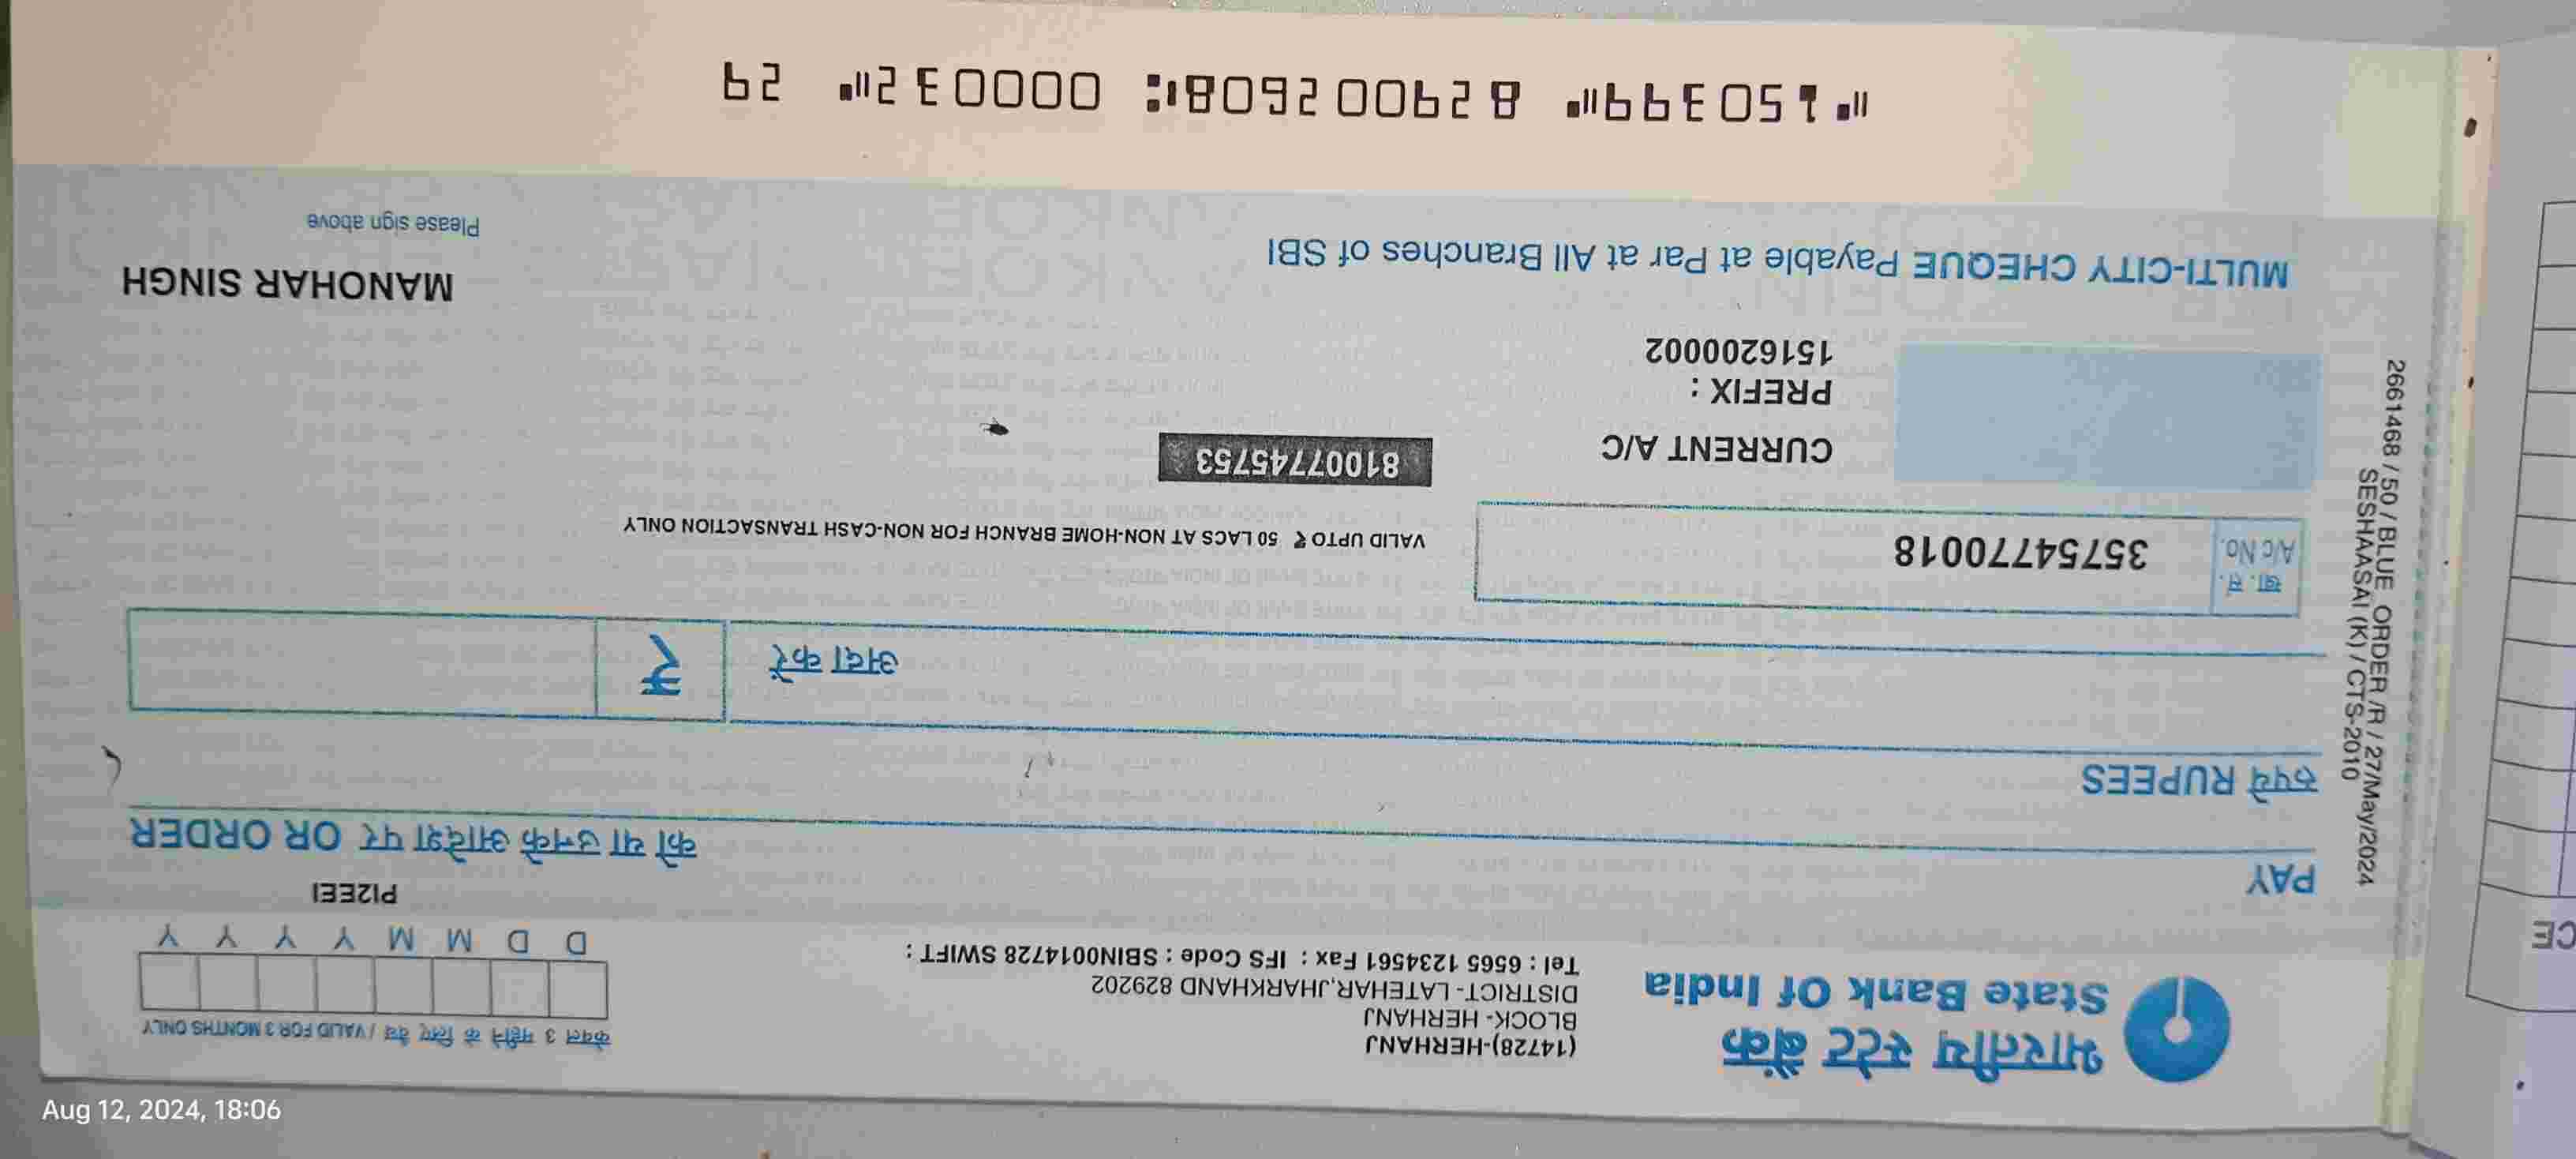 केवल 3 महीने के लिए वैध / VALID FOR 3 MONTHS ONLY
भारतीय स्टेट बैंक
State Bank Of India
(14728)-HERHANJ
BLOCK- HERHANJ
DISTRICT- LATEHAR,JHARKHAND 829202
Tel : 6565 1234561 Fax : IFS Code : SBIN0014728 SWIFT :
D D M M Y Y Y Y
PI2EEI
PAY
को या उनके आदेश पर OR ORDER
रुपये RUPEES
अदा करें ₹
खा. सं.
A/c No.
35754770018
VALID UPTO ₹ 50 LACS AT NON-HOME BRANCH FOR NON-CASH TRANSACTION ONLY
81007745753
CURRENT A/C
PREFIX :
1516200002
MANOHAR SINGH
MULTI-CITY CHEQUE Payable at Par at All Branches of SBI
Please sign above
⑈150399⑈ 829002608⑆ 000032⑈ 29
2661468 / 50 / BLUE_ORDER /R / 27/May/2024
SESHAASAI (K) / CTS-2010
CE
Aug 12, 2024, 18:06